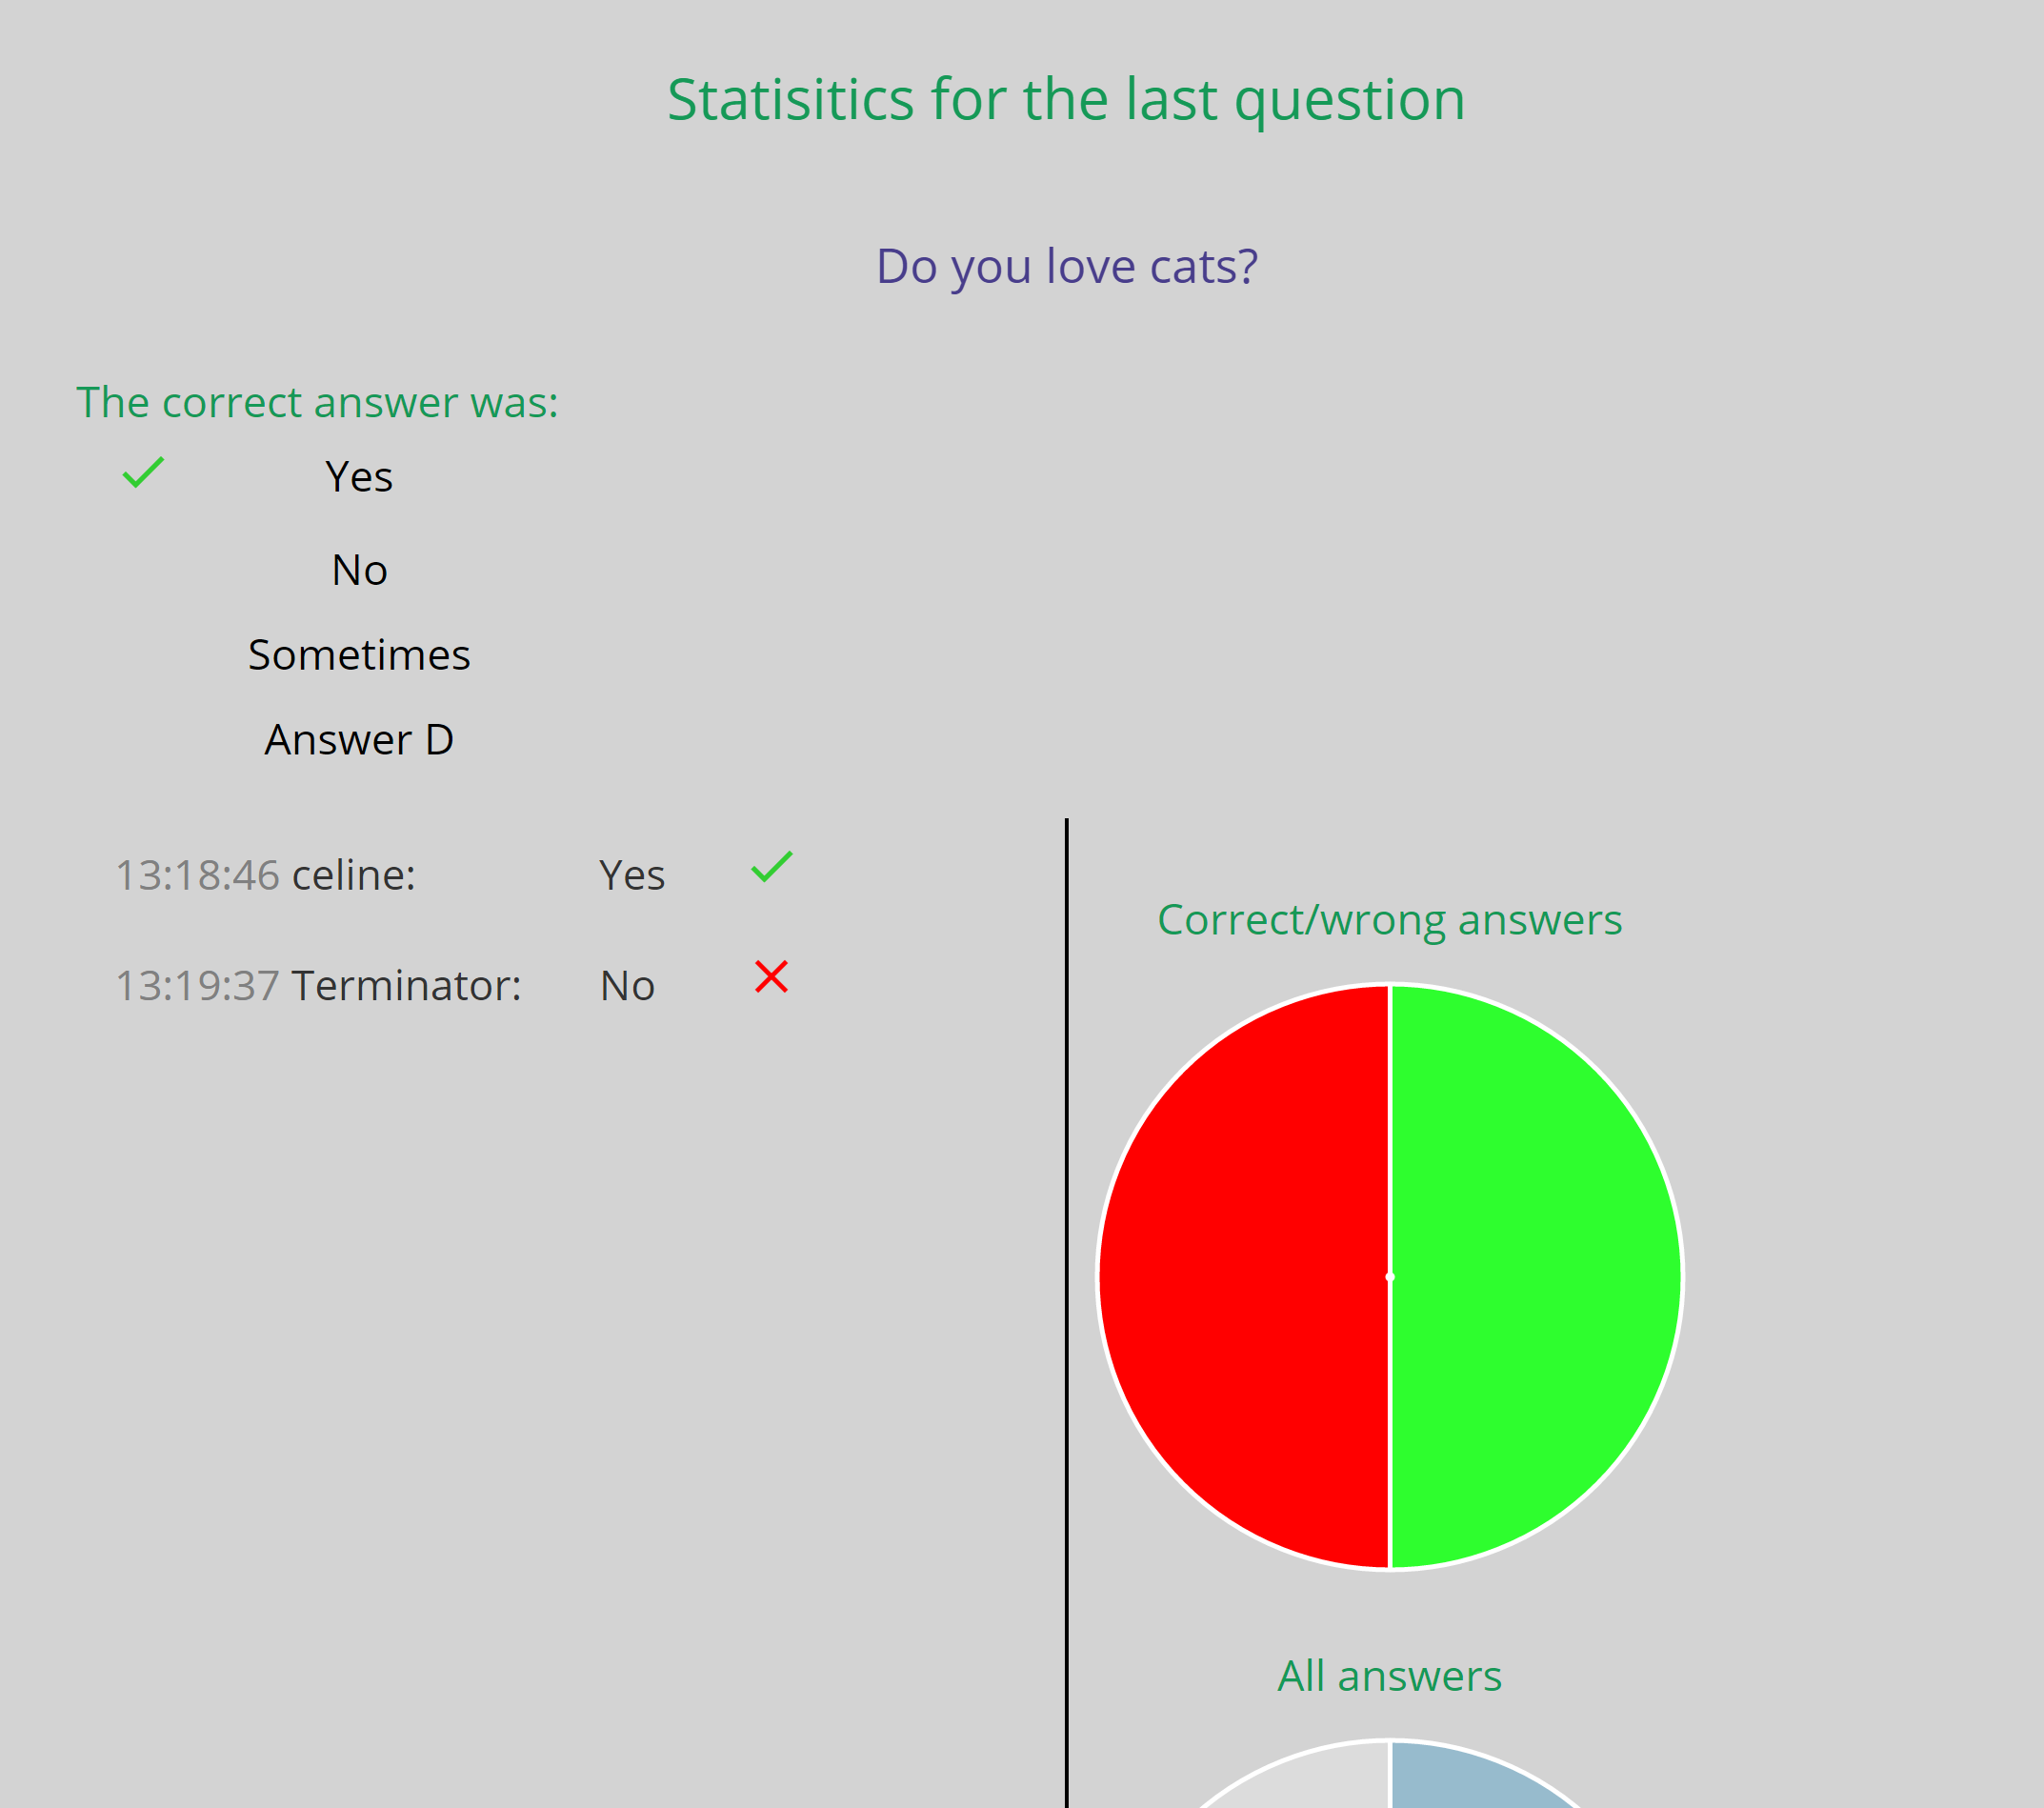 Statisitics for the last question
Do you love cats?
The correct answer was:
Yes
No
Sometimes
Answer D
13:18:46 celine: Yes
13:19:37 Terminator: No
Correct/wrong answers
All answers